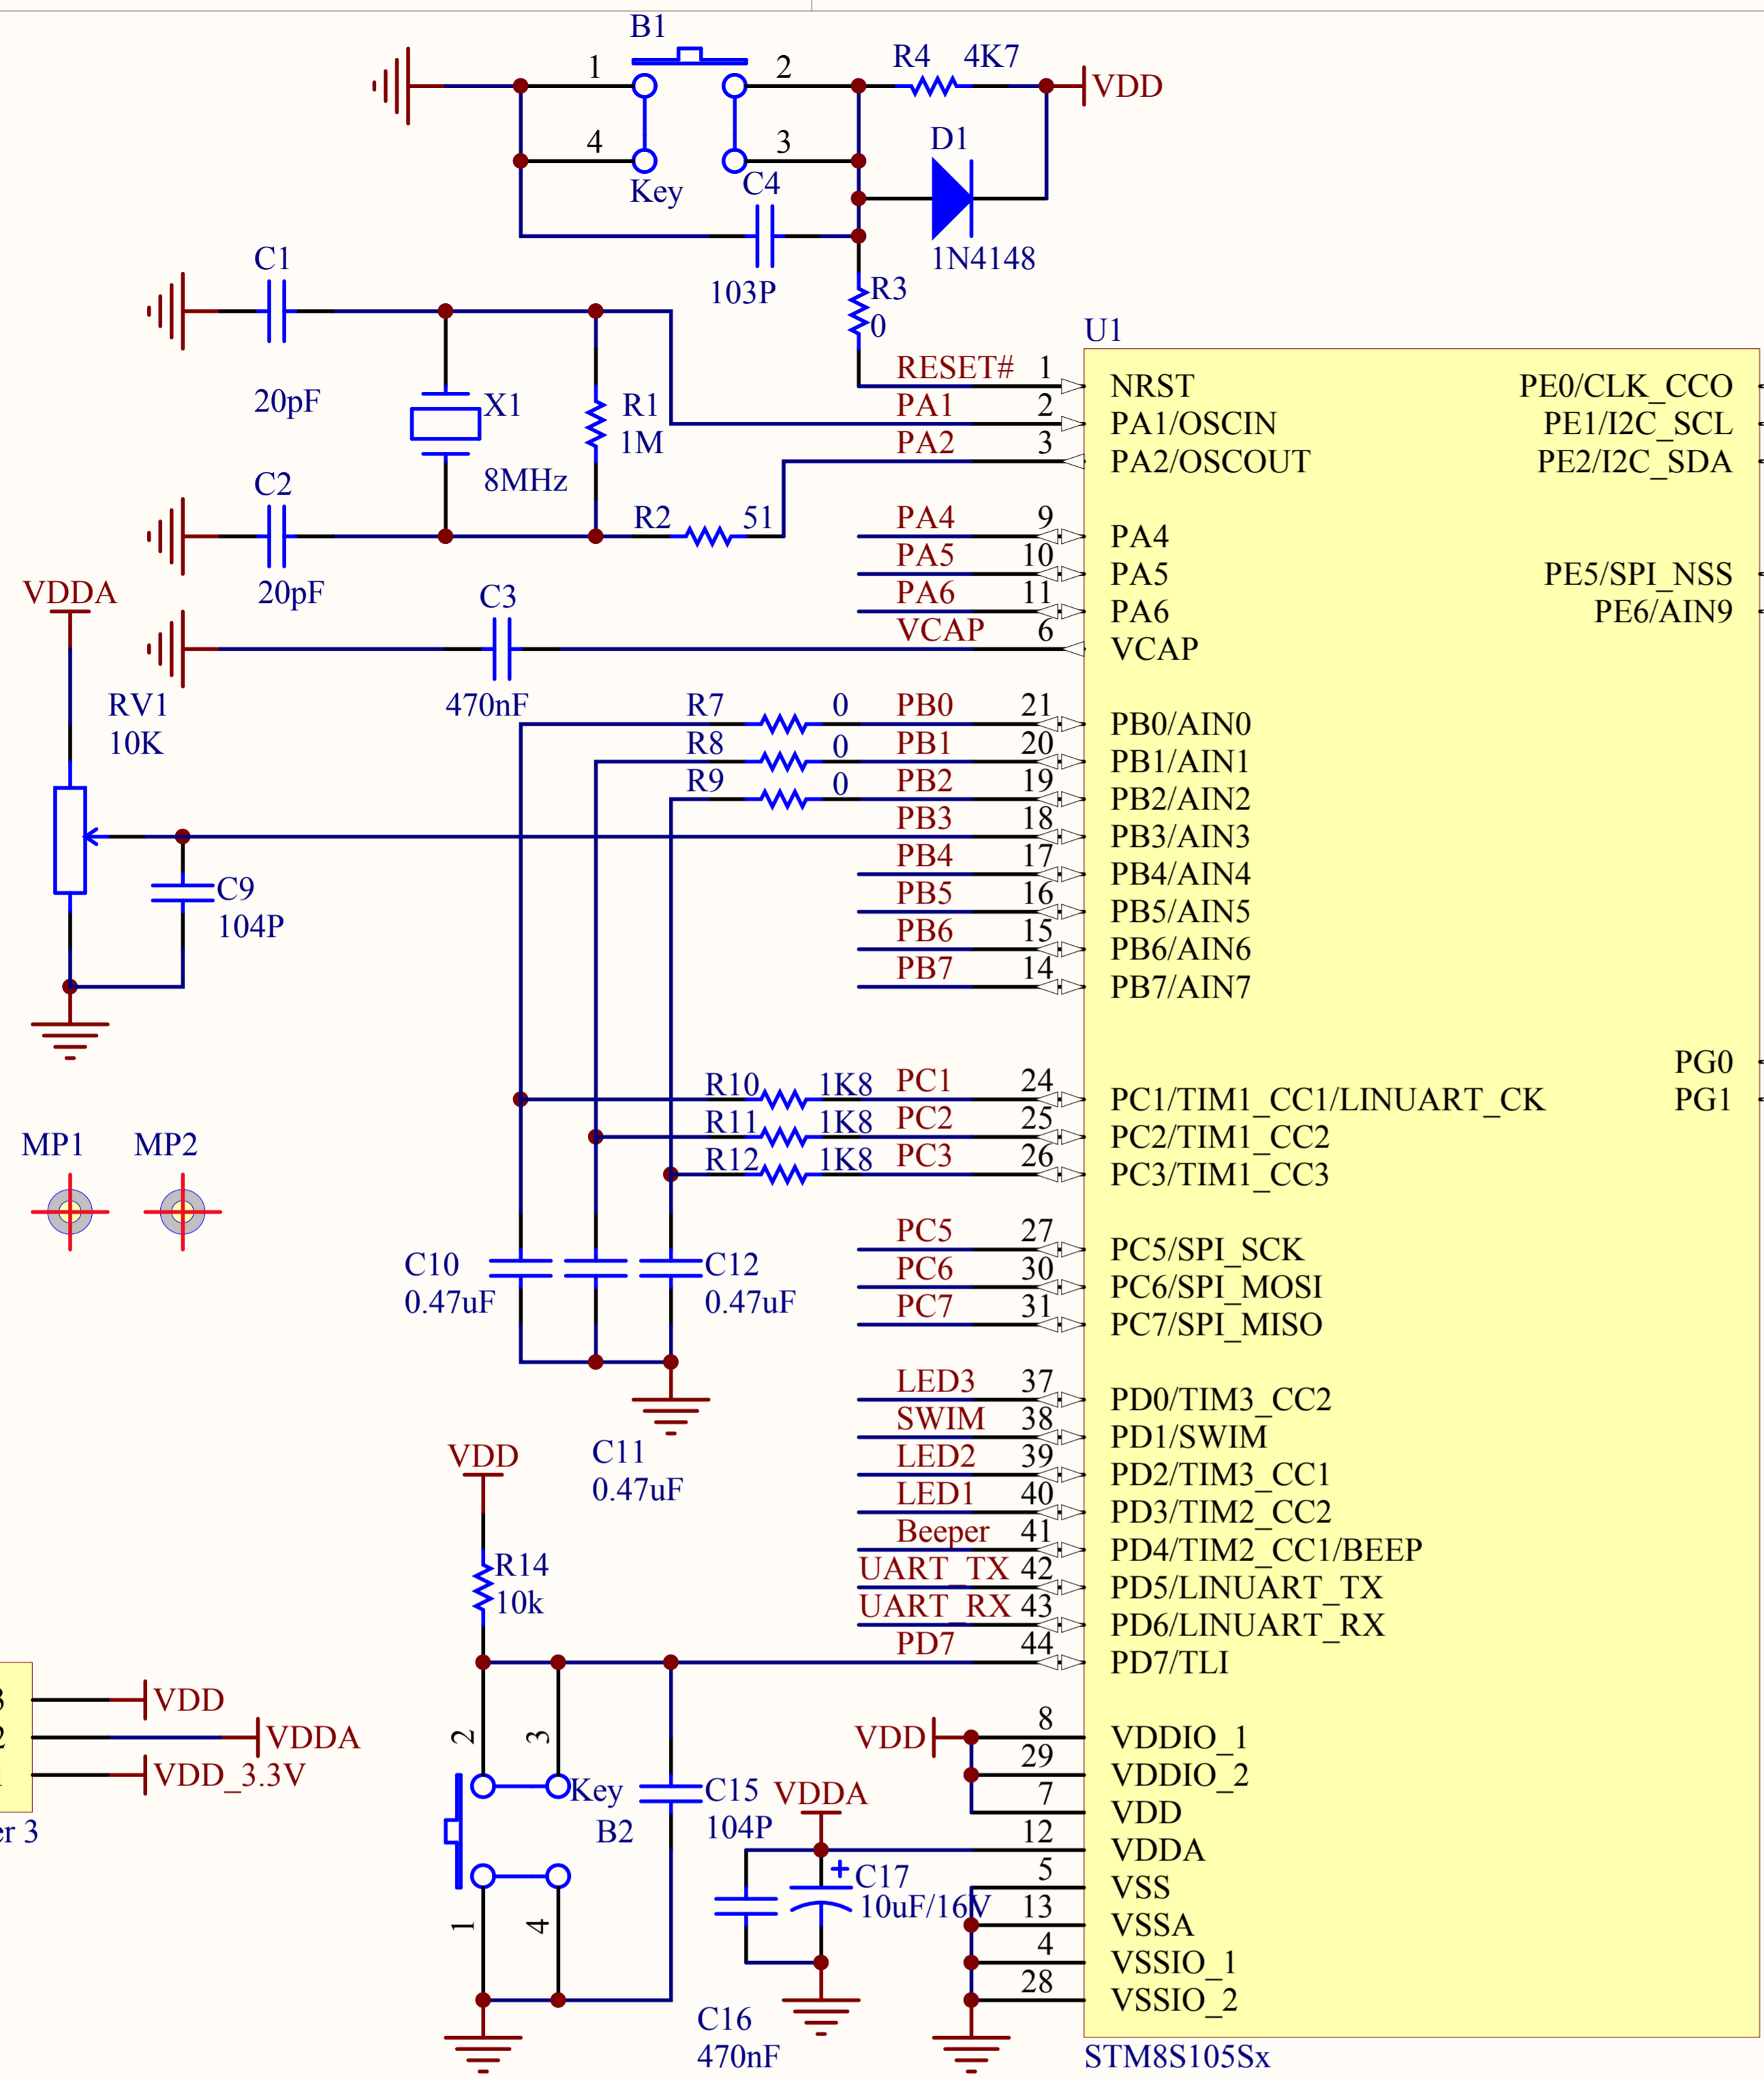 B1
1
2
4
3
Key
R4 4K7
VDD
D1
1N4148
C4
103P
R3
0
C1
20pF
X1
8MHz
R1
1M
C2
20pF
R2 51
VDDA
RV1
10K
C3
470nF
C9
104P
MP1 MP2
R7 0
R8 0
R9 0
R10 1K8
R11 1K8
R12 1K8
C10
0.47uF
C12
0.47uF
C11
0.47uF
VDD
R14
10k
2
3
Key
B2
1
4
C15
104P
VDDA
C17
10uF/16V
C16
470nF
VDD
VDDA
VDD_3.3V
2
er 3
U1
RESET# 1 NRST
PA1 2 PA1/OSCIN
PA2 3 PA2/OSCOUT
PA4 9 PA4
PA5 10 PA5
PA6 11 PA6
VCAP 6 VCAP
PB0 21 PB0/AIN0
PB1 20 PB1/AIN1
PB2 19 PB2/AIN2
PB3 18 PB3/AIN3
PB4 17 PB4/AIN4
PB5 16 PB5/AIN5
PB6 15 PB6/AIN6
PB7 14 PB7/AIN7
PC1 24 PC1/TIM1_CC1/LINUART_CK
PC2 25 PC2/TIM1_CC2
PC3 26 PC3/TIM1_CC3
PC5 27 PC5/SPI_SCK
PC6 30 PC6/SPI_MOSI
PC7 31 PC7/SPI_MISO
LED3 37 PD0/TIM3_CC2
SWIM 38 PD1/SWIM
LED2 39 PD2/TIM3_CC1
LED1 40 PD3/TIM2_CC2
Beeper 41 PD4/TIM2_CC1/BEEP
UART_TX 42 PD5/LINUART_TX
UART_RX 43 PD6/LINUART_RX
PD7 44 PD7/TLI
VDD 8 VDDIO_1
29 VDDIO_2
7 VDD
12 VDDA
5 VSS
13 VSSA
4 VSSIO_1
28 VSSIO_2
PE0/CLK_CCO
PE1/I2C_SCL
PE2/I2C_SDA
PE5/SPI_NSS
PE6/AIN9
PG0
PG1
STM8S105Sx